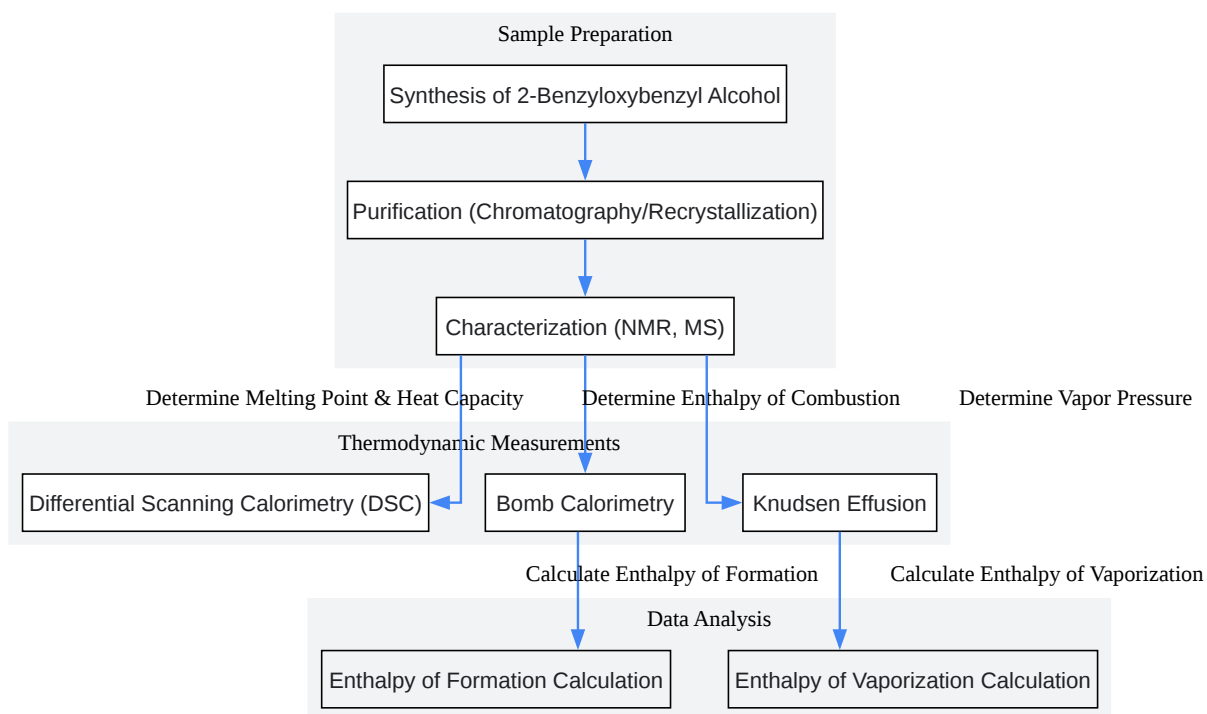 Sample Preparation
Synthesis of 2-Benzyloxybenzyl Alcohol
Purification (Chromatography/Recrystallization)
Characterization (NMR, MS)
Determine Melting Point & Heat Capacity
Determine Enthalpy of Combustion
Determine Vapor Pressure
Thermodynamic Measurements
Differential Scanning Calorimetry (DSC)
Bomb Calorimetry
Knudsen Effusion
Calculate Enthalpy of Formation
Calculate Enthalpy of Vaporization
Data Analysis
Enthalpy of Formation Calculation
Enthalpy of Vaporization Calculation